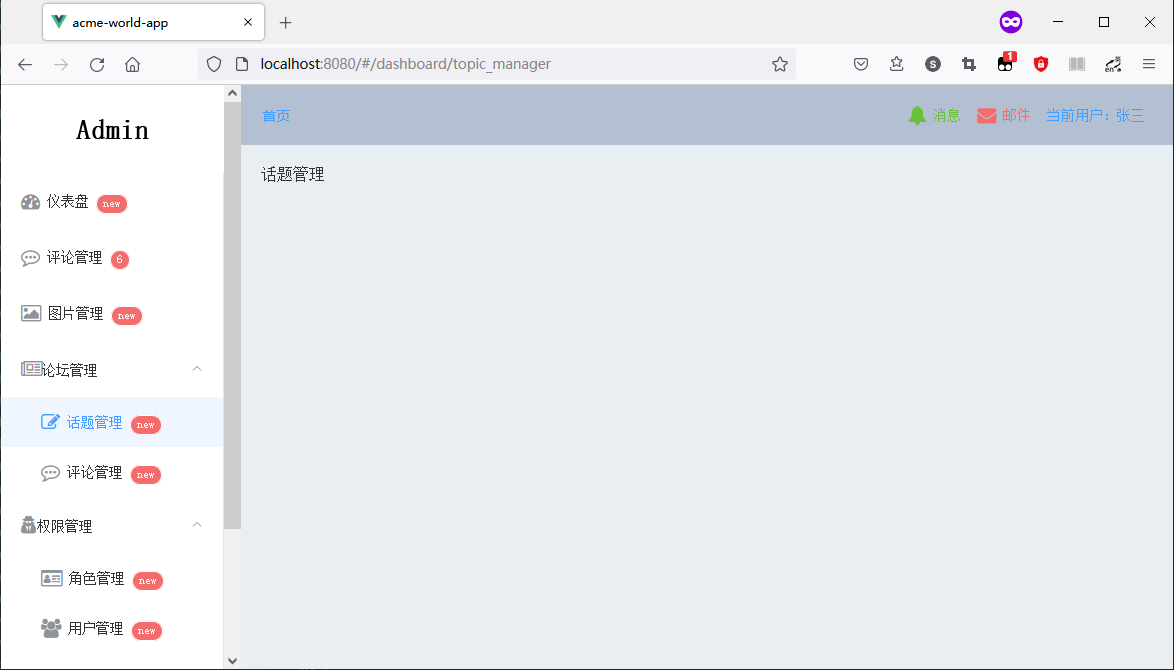 acme-world-app
localhost:8080/#/dashboard/topic_manager
S
1
en
Admin
首页
消息
邮件
当前用户：张三
话题管理
仪表盘 new
评论管理 6
图片管理 new
论坛管理
话题管理 new
评论管理 new
权限管理
角色管理 new
用户管理 new